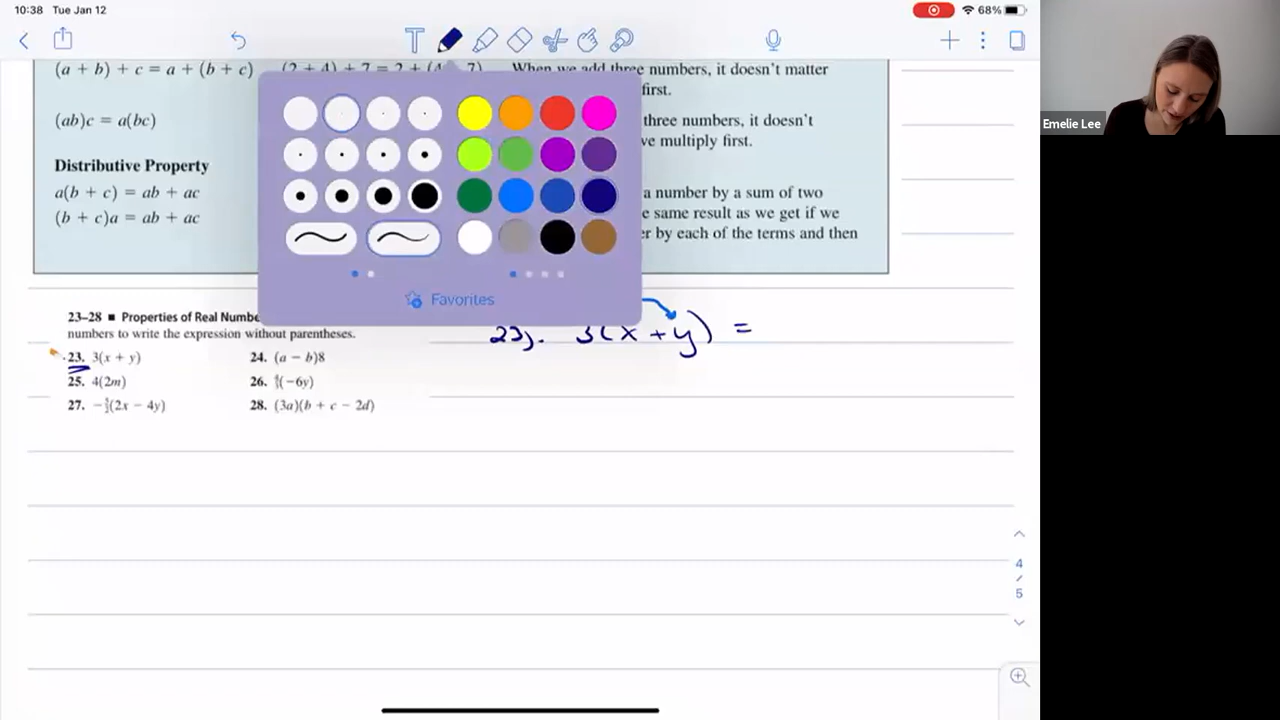 10:38 Tue Jan 12
68%
(a + b) + c = a + (b + c) (2 + 4) + 7 = 2 + (4 7) When we add three numbers, it doesn't matter
first.
(ab)c = a(bc) three numbers, it doesn't
ve multiply first.
Distributive Property
a(b + c) = ab + ac a number by a sum of two
(b + c)a = ab + ac e same result as we get if we
er by each of the terms and then
Favorites
23–28 ■ Properties of Real Numbe
numbers to write the expression without parentheses.
23. 3(x + y) 24. (a − b)8
25. 4(2m) 26. (−6y)
27. (2x − 4y) 28. (3a)(b + c − 2d)
23). 3(x + y) =
4
5
Emelie Lee